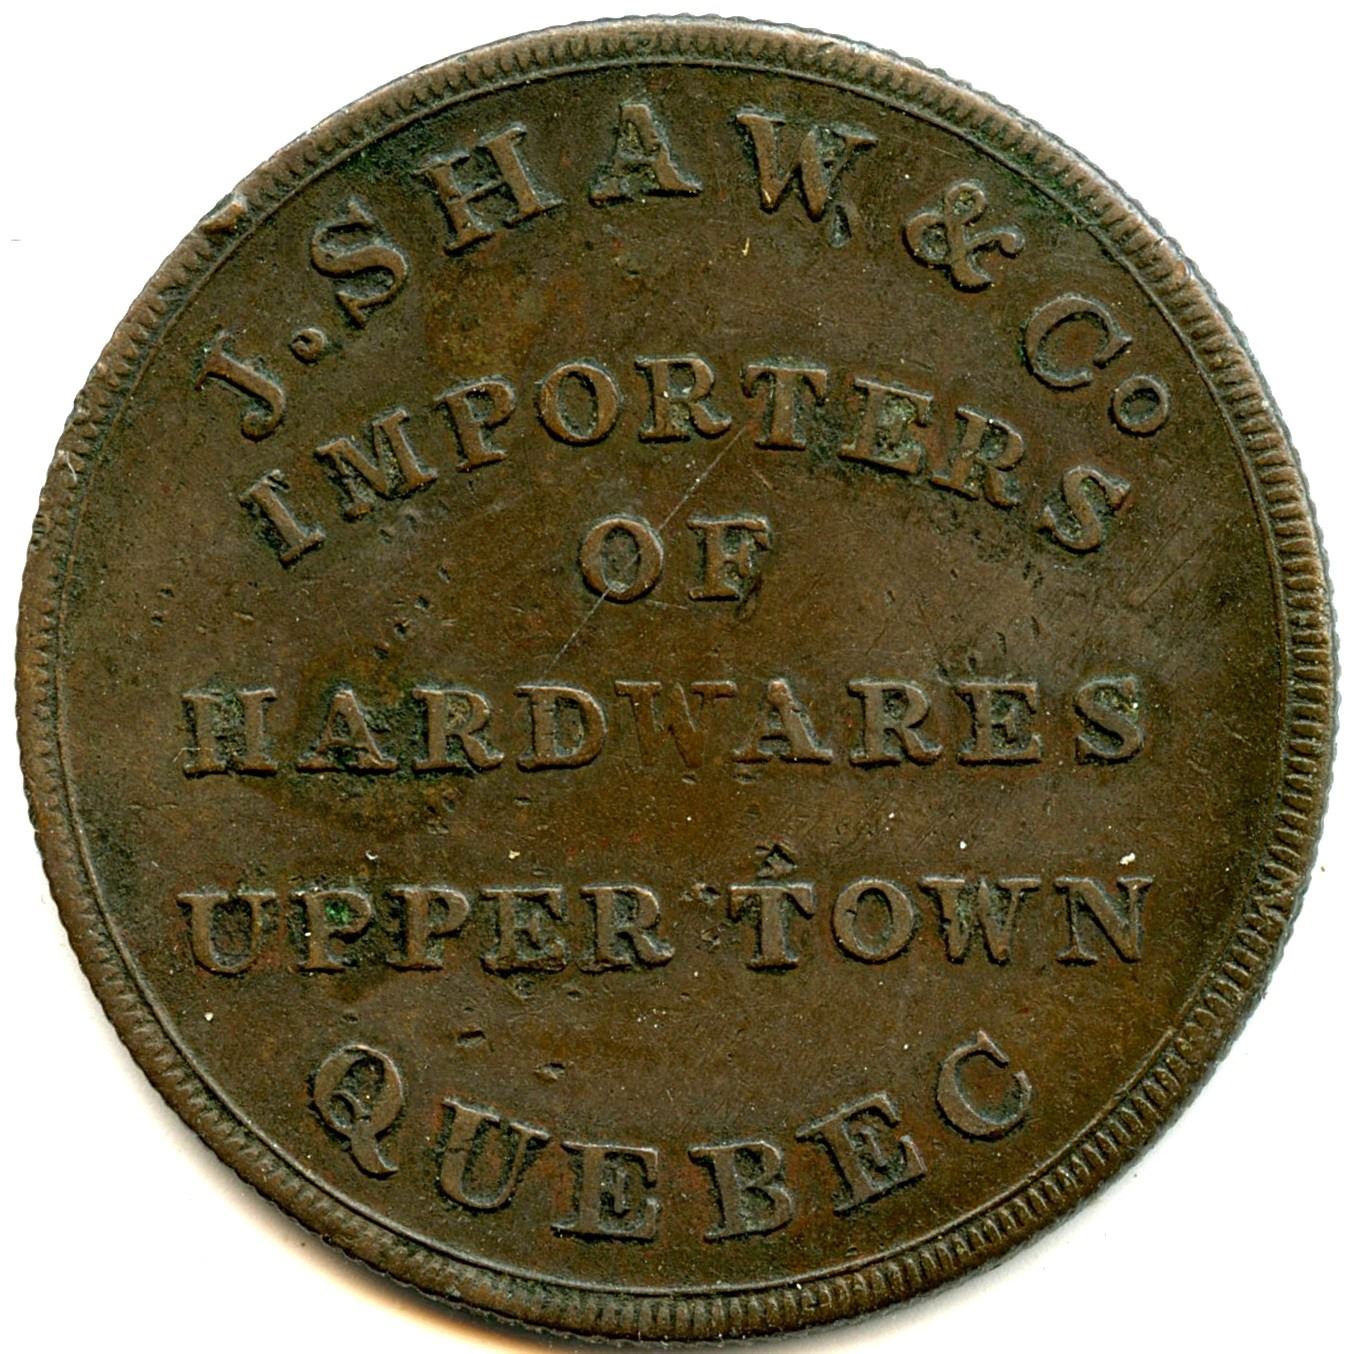 J. SHAW, & Co
IMPORTERS
OF
HARDWARES
UPPER TOWN
QUEBEC